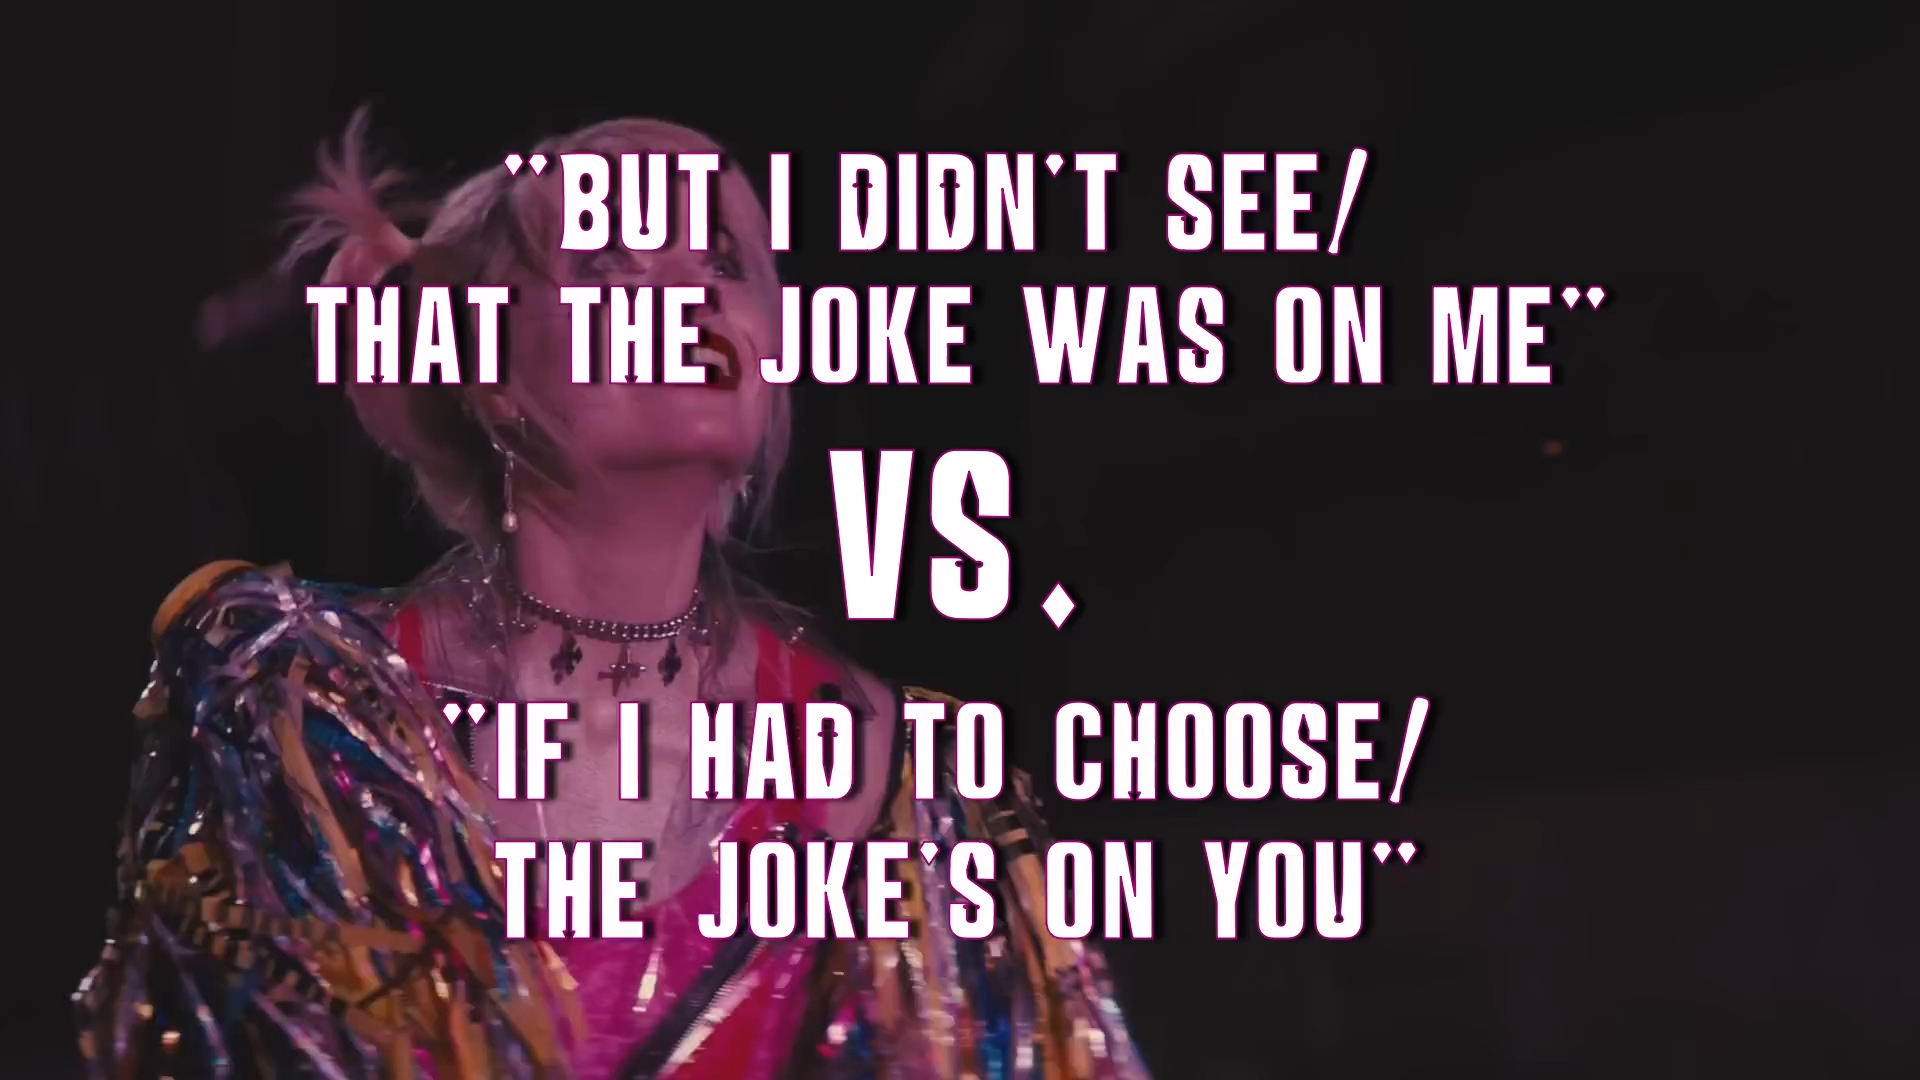 "BUT I DIDN'T SEE/
THAT THE JOKE WAS ON ME"
VS.
"IF I HAD TO CHOOSE/
THE JOKE'S ON YOU"